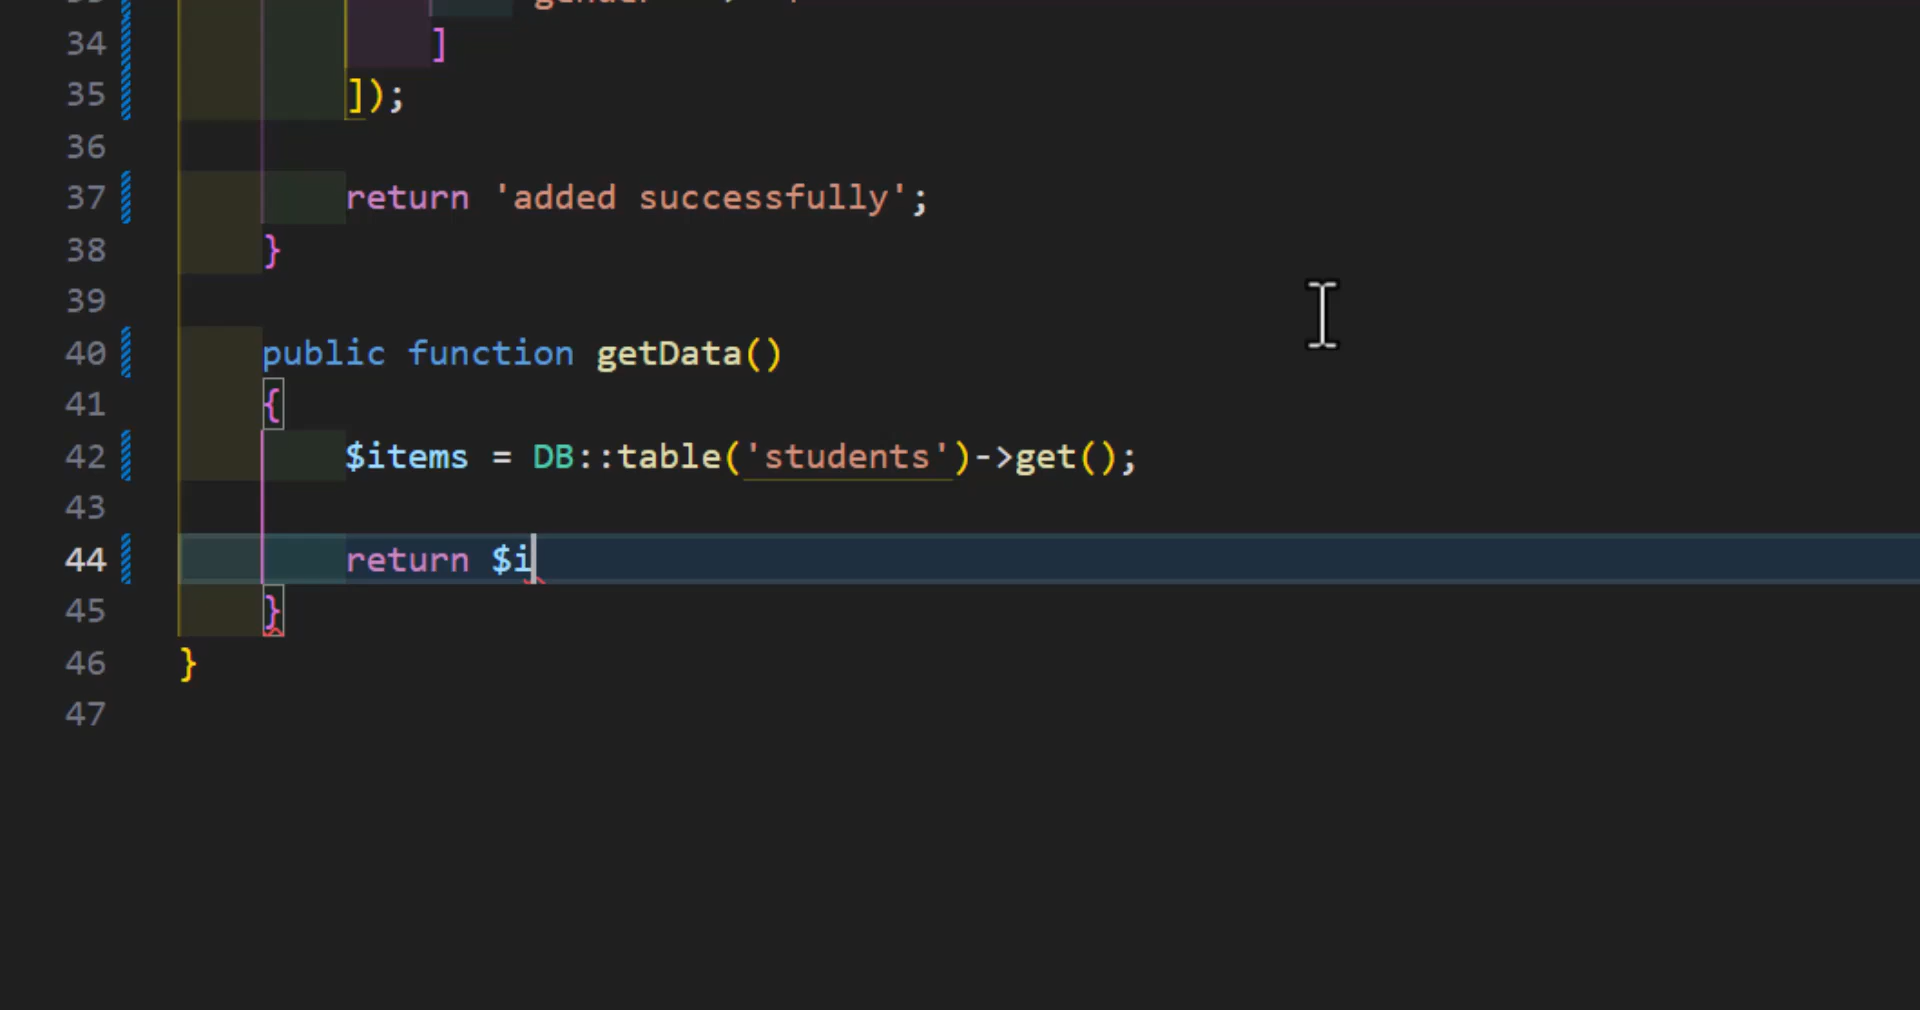 34 ]
35 ]);
36
37 return 'added successfully';
38 }
39
40 public function getData()
41 {
42 $items = DB::table('students')->get();
43
44 return $i
45 }
46 }
47